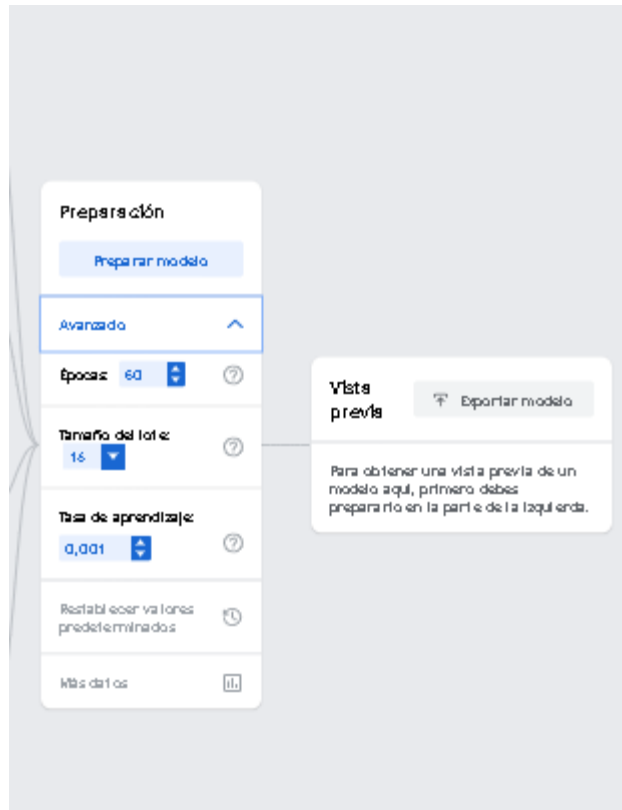 Preparación
Preparar modelo
Avanzado
Épocas: 60
Tamaño del lote:
16
Tasa de aprendizaje:
0,001
Restablecer valores
predeterminados
Más datos
Vista
previa
Exportar modelo
Para obtener una vista previa de un
modelo aquí, primero debes
prepararlo en la parte de la izquierda.